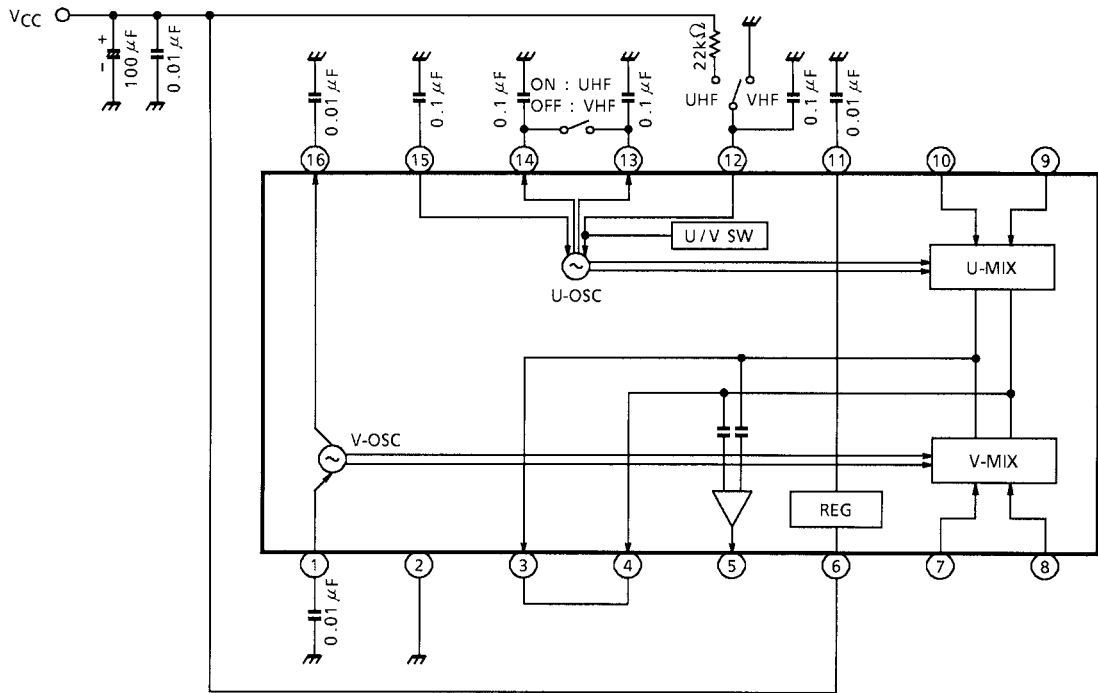 VCC
+
−
100 μF
0.01 μF
0.01 μF
0.1 μF
0.1 μF
ON : UHF
OFF : VHF
0.1 μF
22kΩ
UHF
VHF
0.1 μF
0.01 μF
16
15
14
13
12
11
10
9
U / V SW
U-OSC
U-MIX
V-OSC
V-MIX
REG
1
2
3
4
5
6
7
8
0.01 μF